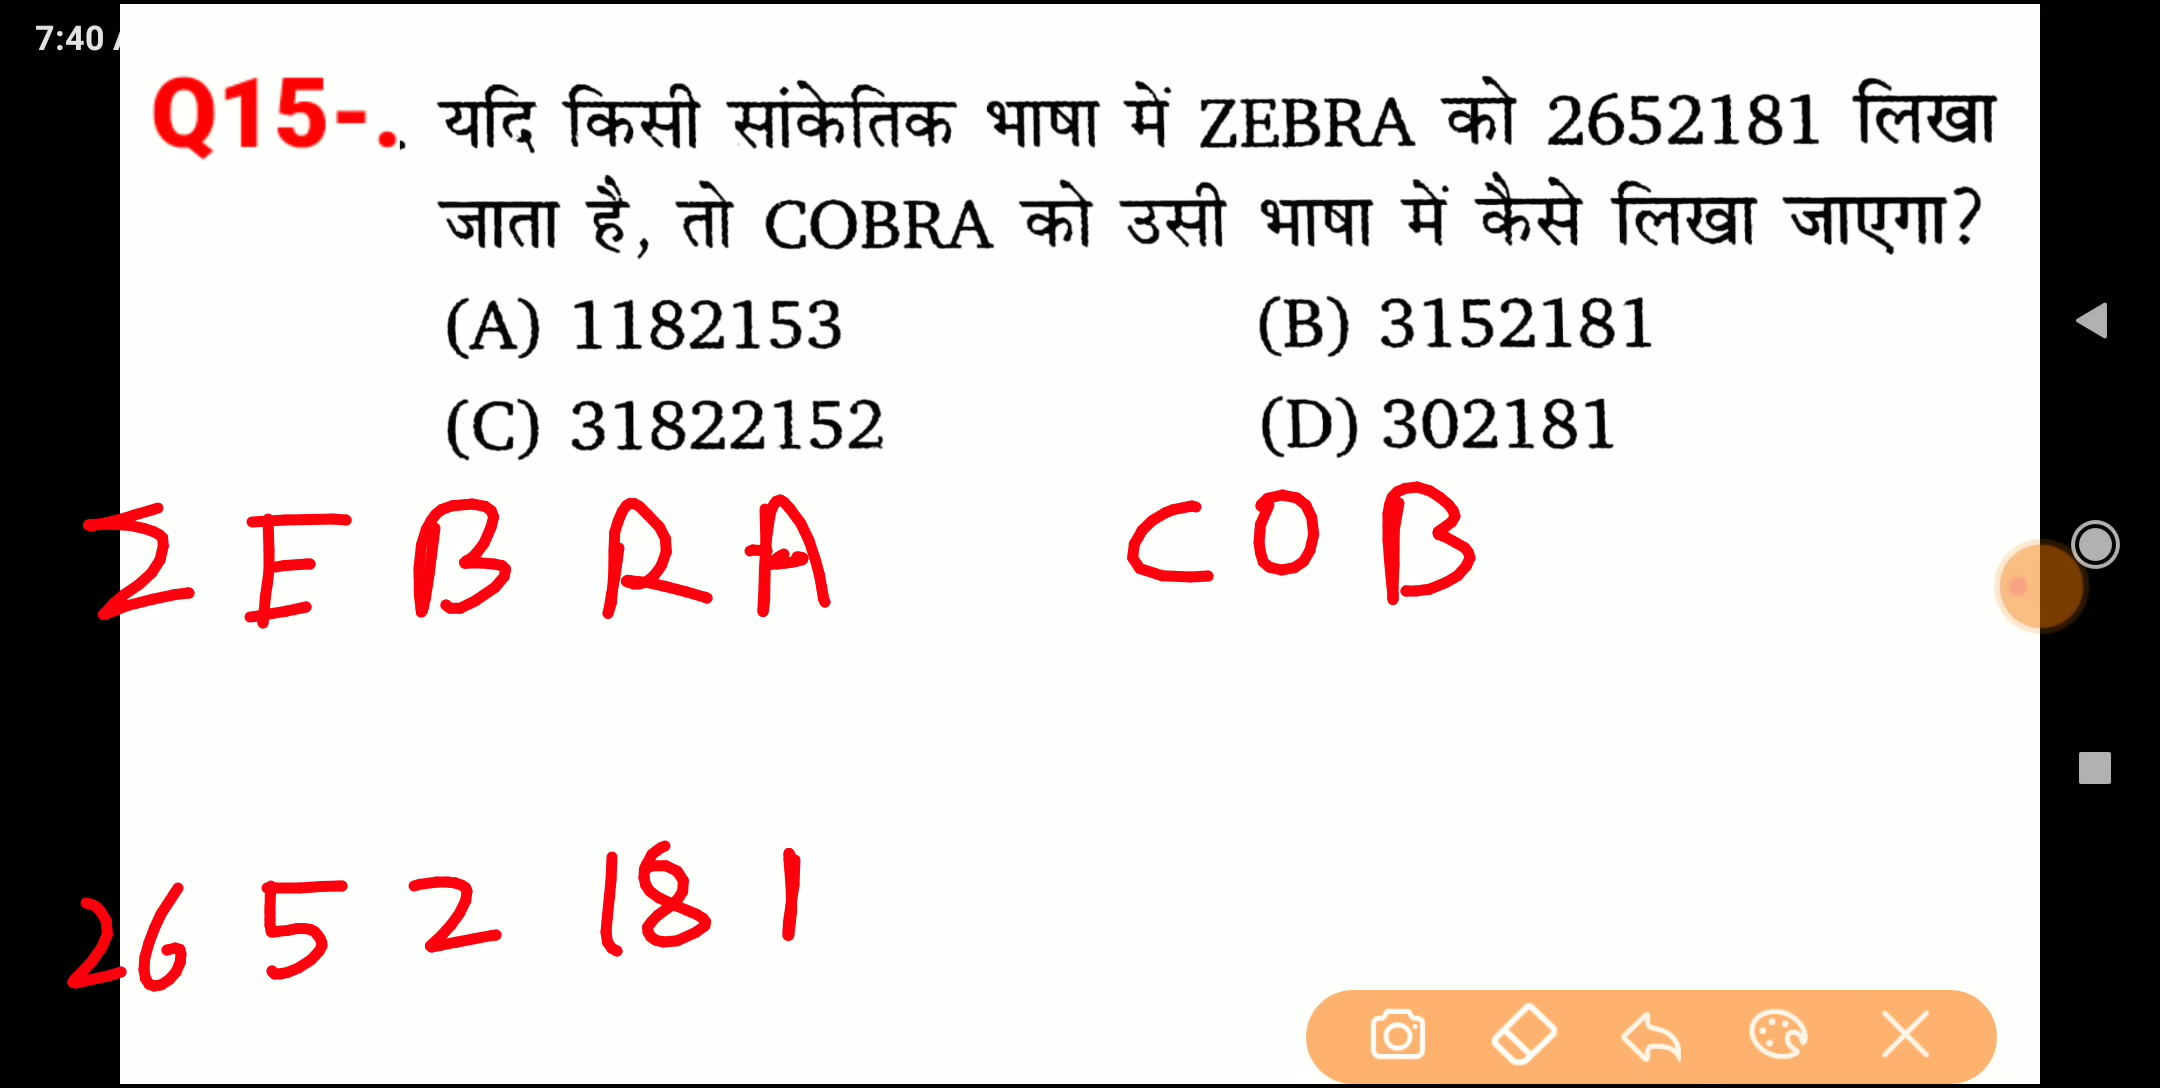 7:40
Q15-. यदि किसी सांकेतिक भाषा में ZEBRA को 2652181 लिखा
जाता है, तो COBRA को उसी भाषा में कैसे लिखा जाएगा?
(A) 1182153 (B) 3152181
(C) 31822152 (D) 302181
Z E B R A C O B
26 5 2 18 1